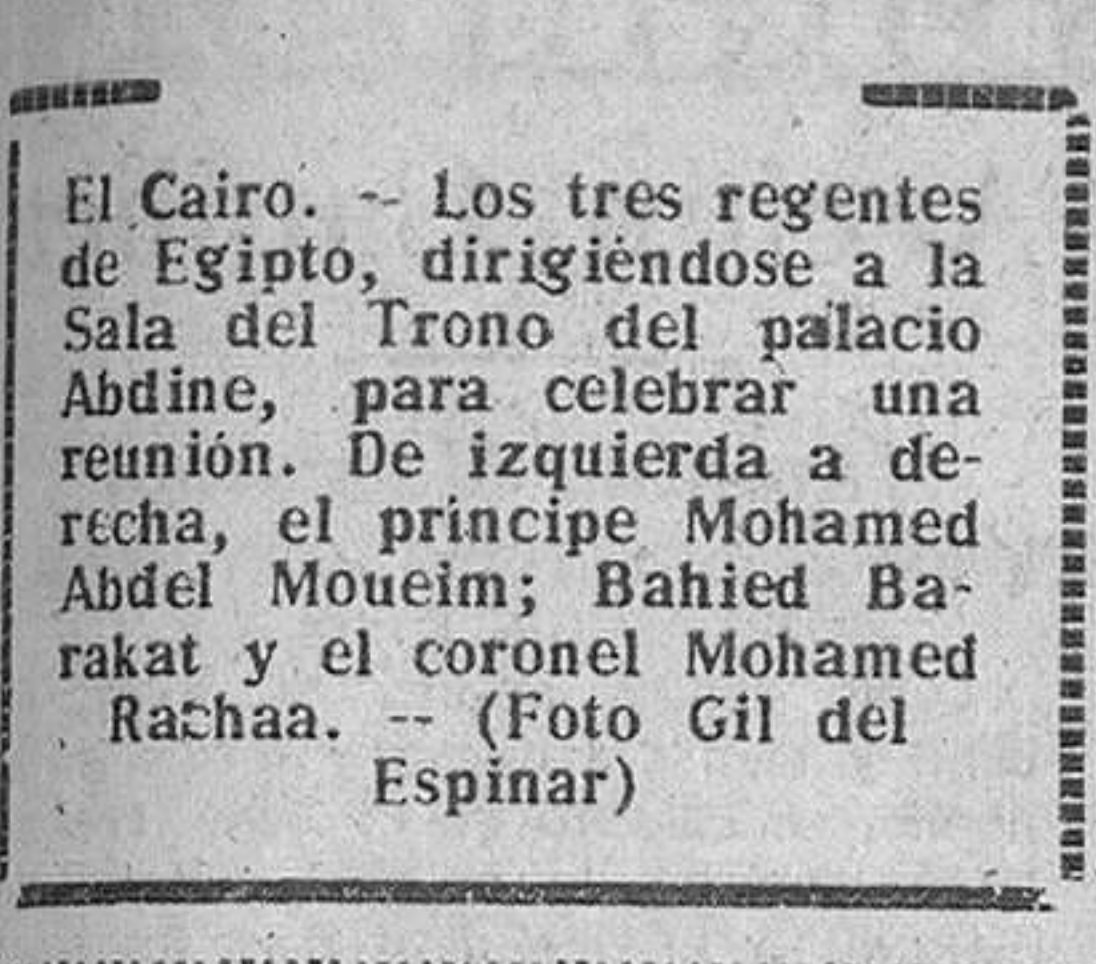 El Cairo. -- Los tres regentes
de Egipto, dirigiéndose a la
Sala del Trono del palacio
Abdine, para celebrar una
reunión. De izquierda a de-
recha, el príncipe Mohamed
Abdel Moueim; Bahied Ba-
rakat y el coronel Mohamed
Rachaa. -- (Foto Gil del
Espinar)